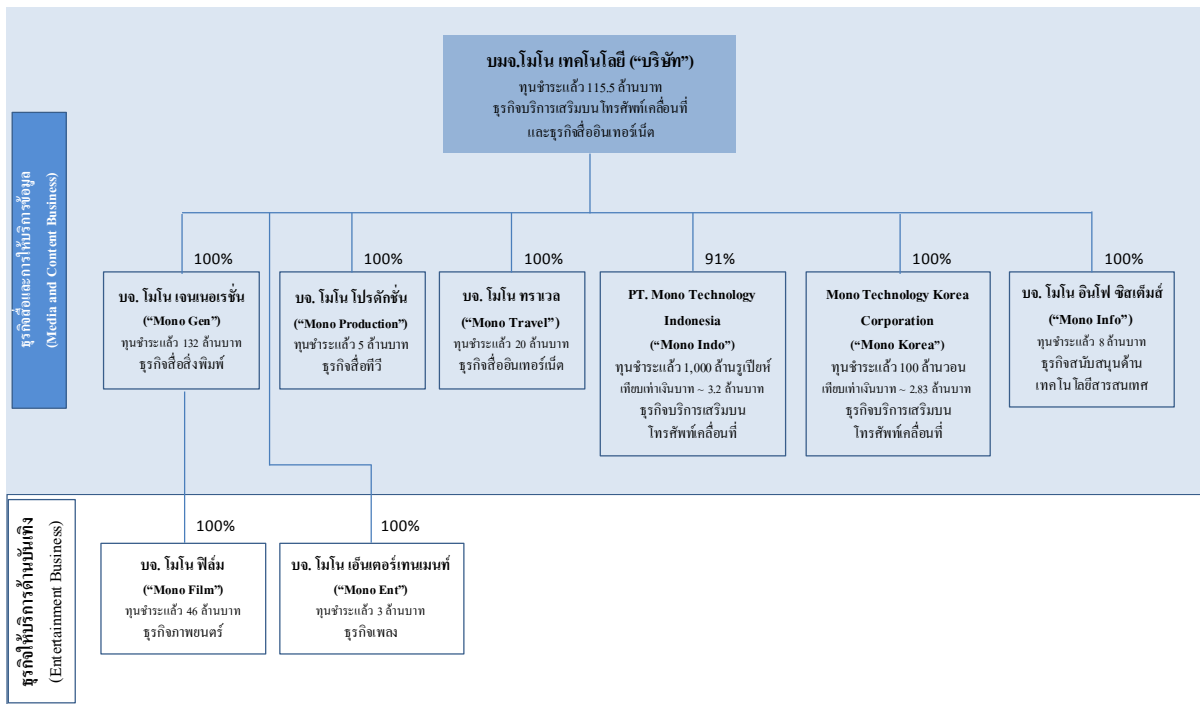 บมจ.โมโน เทคโนโลยี (“บริษัท”)
ทุนชำระแล้ว 115.5 ล้านบาท
ธุรกิจบริการเสริมบนโทรศัพท์เคลื่อนที่
และธุรกิจสื่ออินเทอร์เน็ต
ธุรกิจสื่อและการให้บริการข้อมูล
(Media and Content Business)
100%
บจ. โมโน เจนเนอเรชั่น
(“Mono Gen”)
ทุนชำระแล้ว 132 ล้านบาท
ธุรกิจสื่อสิ่งพิมพ์
100%
บจ. โมโน โปรดักชั่น
(“Mono Production”)
ทุนชำระแล้ว 5 ล้านบาท
ธุรกิจสื่อทีวี
100%
บจ. โมโน ทราเวล
(“Mono Travel”)
ทุนชำระแล้ว 20 ล้านบาท
ธุรกิจสื่ออินเตอร์เน็ต
91%
PT. Mono Technology
Indonesia
(“Mono Indo”)
ทุนชำระแล้ว 1,000 ล้านรูเปียห์
เทียบเท่าเงินบาท ~ 3.2 ล้านบาท
ธุรกิจบริการเสริมบน
โทรศัพท์เคลื่อนที่
100%
Mono Technology Korea
Corporation
(“Mono Korea”)
ทุนชำระแล้ว 100 ล้านวอน
เทียบเท่าเงินบาท ~ 2.83 ล้านบาท
ธุรกิจบริการเสริมบน
โทรศัพท์เคลื่อนที่
100%
บจ. โมโน อินโฟ ซิสเต็มส์
(“Mono Info”)
ทุนชำระแล้ว 8 ล้านบาท
ธุรกิจสนับสนุนด้าน
เทคโนโลยีสารสนเทศ
ธุรกิจให้บริการด้านบันเทิง
(Entertainment Business)
100%
บจ. โมโน ฟิล์ม
(“Mono Film”)
ทุนชำระแล้ว 46 ล้านบาท
ธุรกิจภาพยนตร์
100%
บจ. โมโน เอ็นเตอร์เทนเมนท์
(“Mono Ent”)
ทุนชำระแล้ว 3 ล้านบาท
ธุรกิจเพลง